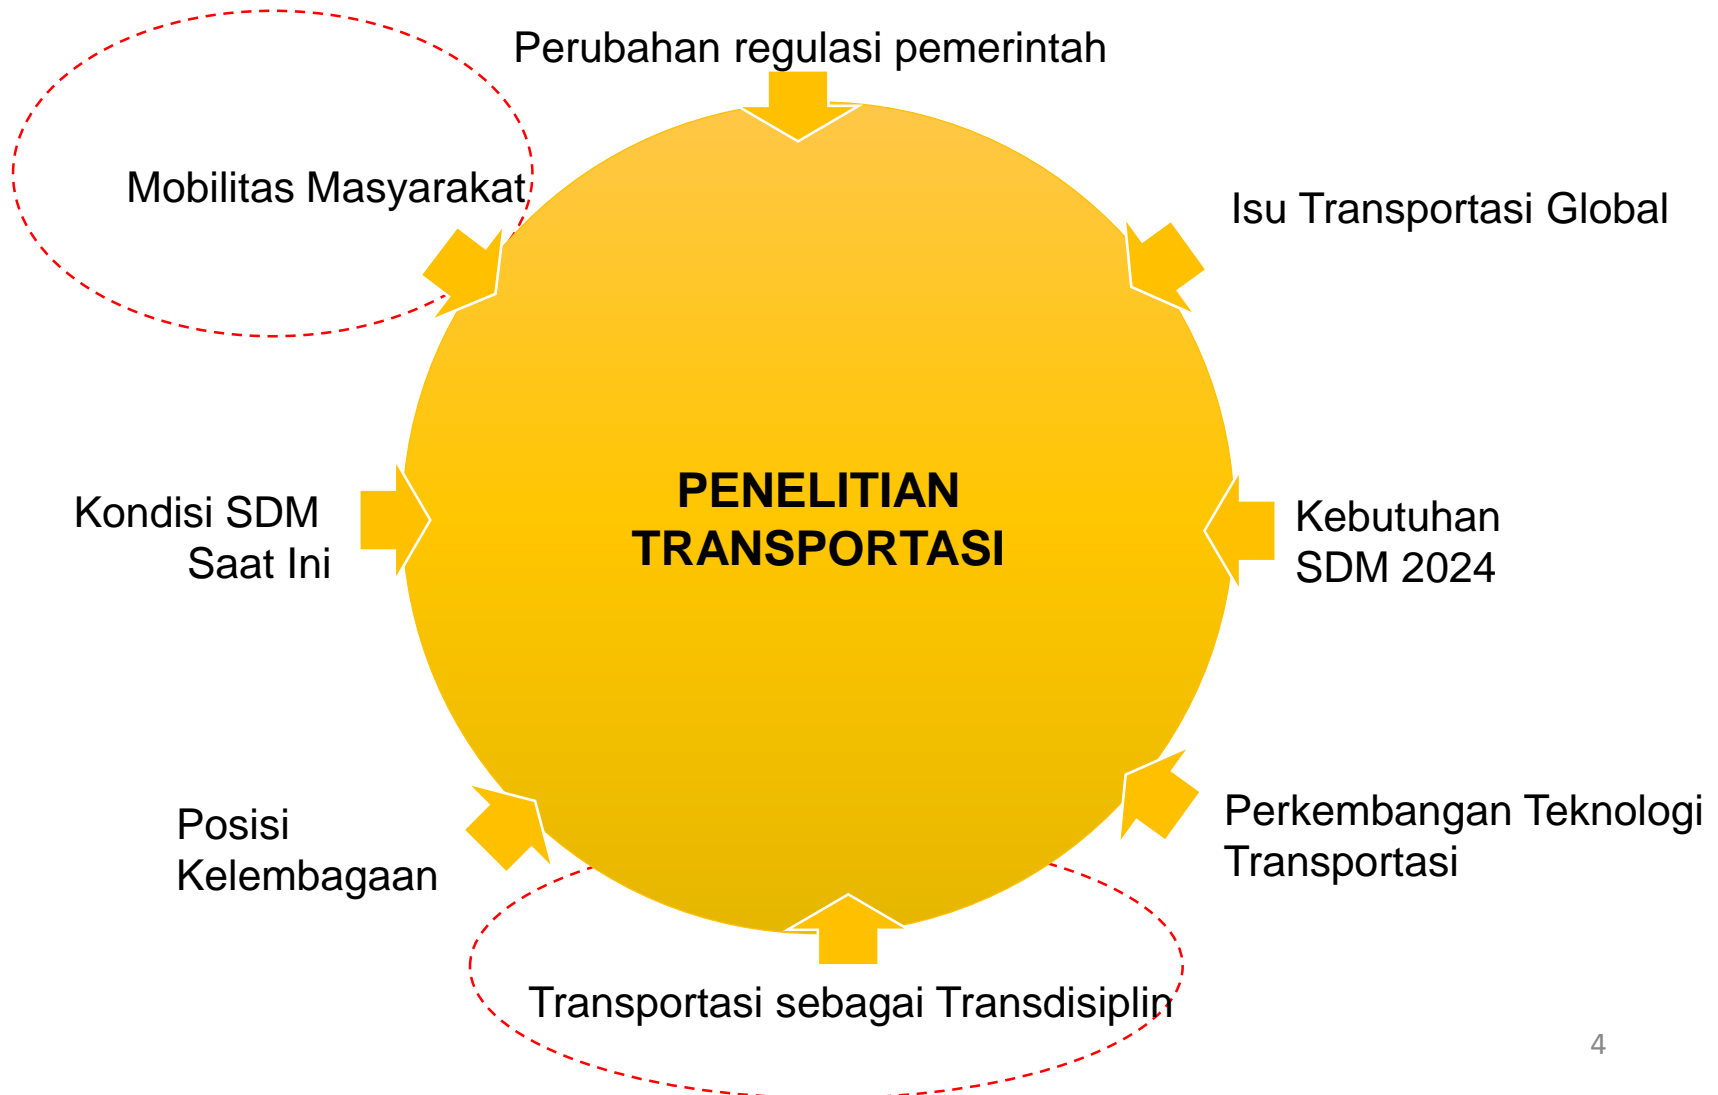 Perubahan regulasi pemerintah
Mobilitas Masyarakat
Isu Transportasi Global
PENELITIAN
TRANSPORTASI
Kondisi SDM
Saat Ini
Kebutuhan
SDM 2024
Posisi
Kelembagaan
Perkembangan Teknologi
Transportasi
Transportasi sebagai Transdisiplin
4